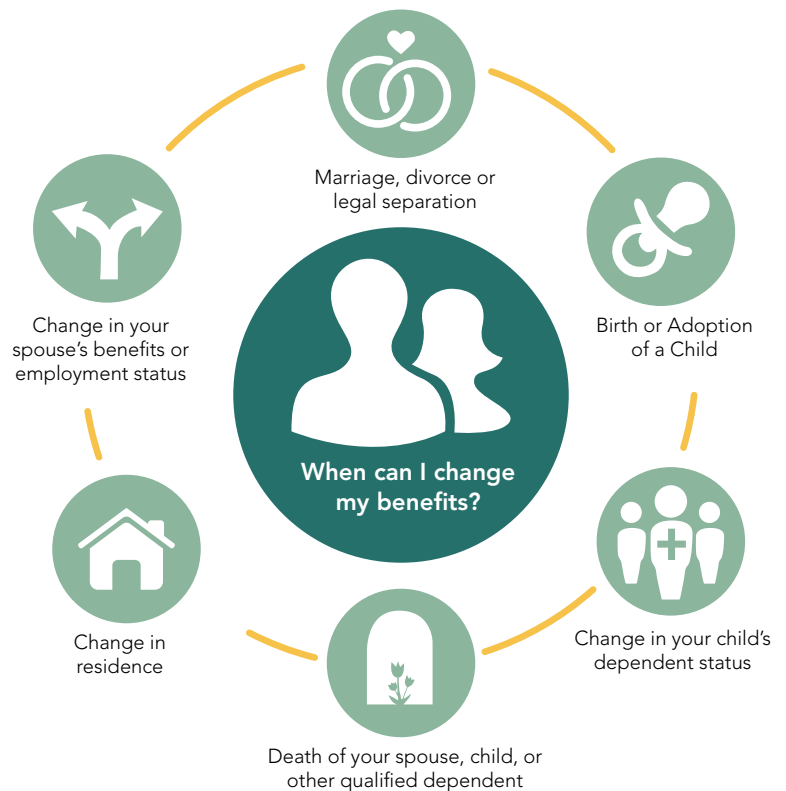 Marriage, divorce or
legal separation
Birth or Adoption
of a Child
Change in your child's
dependent status
Death of your spouse, child, or
other qualified dependent
Change in
residence
Change in your
spouse's benefits or
employment status
When can I change
my benefits?